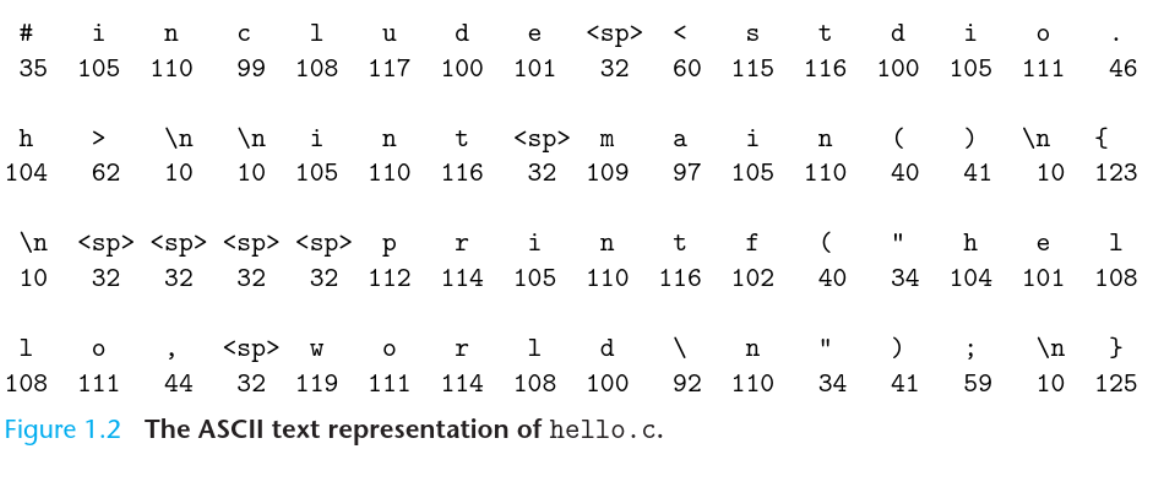 # i n c l u d e <sp> < s t d i o .
35 105 110 99 108 117 100 101 32 60 115 116 100 105 111 46
h > \n \n i n t <sp> m a i n ( ) \n {
104 62 10 10 105 110 116 32 109 97 105 110 40 41 10 123
\n <sp> <sp> <sp> <sp> p r i n t f ( " h e l
10 32 32 32 32 112 114 105 110 116 102 40 34 104 101 108
l o , <sp> w o r l d \ n " ) ; \n }
108 111 44 32 119 111 114 108 100 92 110 34 41 59 10 125
Figure 1.2 The ASCII text representation of hello.c.